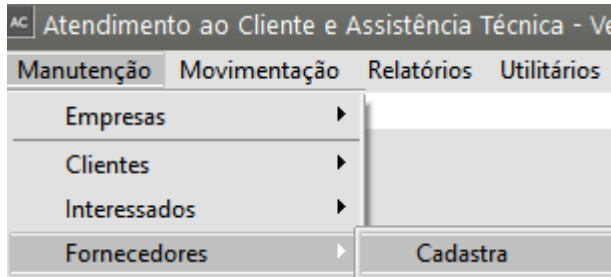 AC Atendimento ao Cliente e Assistência Técnica -
Manutenção Movimentação Relatórios Utilitários
Empresas
Clientes
Interessados
Fornecedores Cadastra